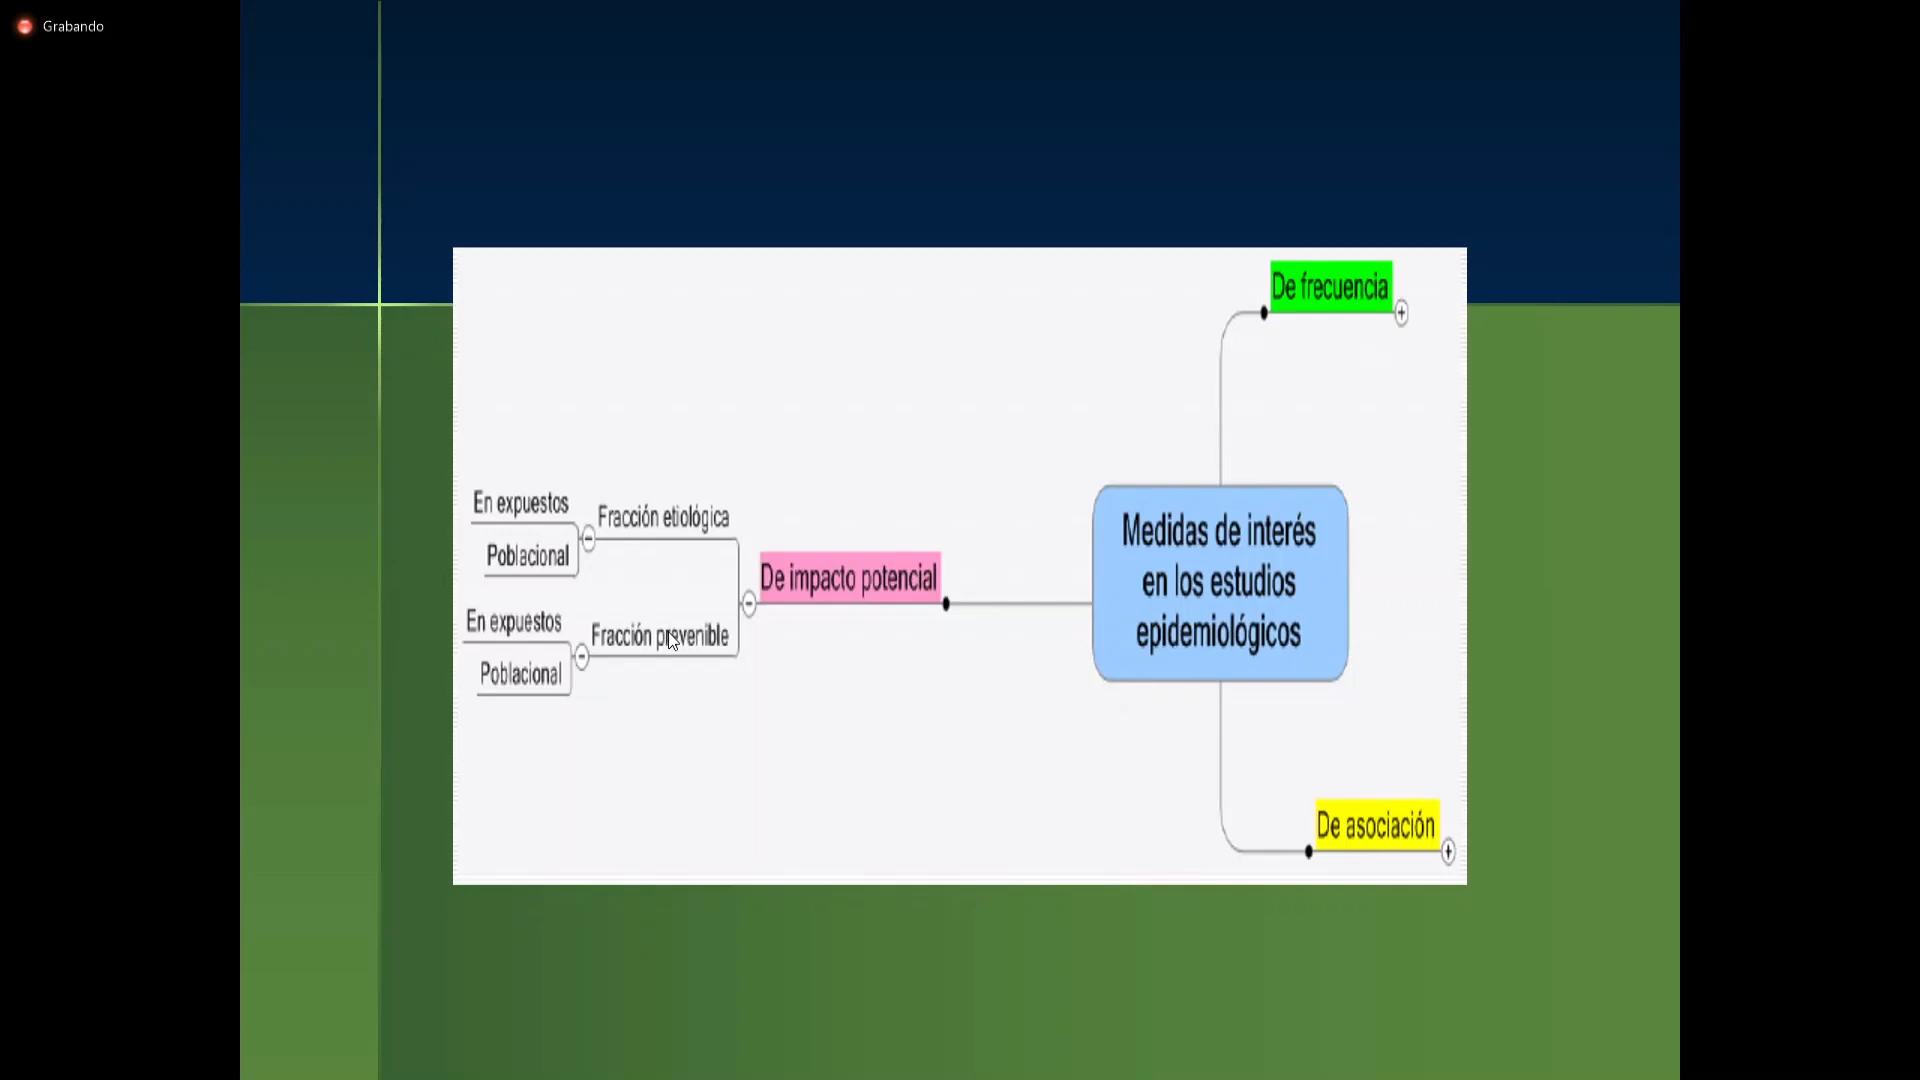 Grabando
De frecuencia
En expuestos
Fracción etiológica
Poblacional
De impacto potencial
En expuestos
Fracción prevenible
Poblacional
Medidas de interés
en los estudios
epidemiológicos
De asociación